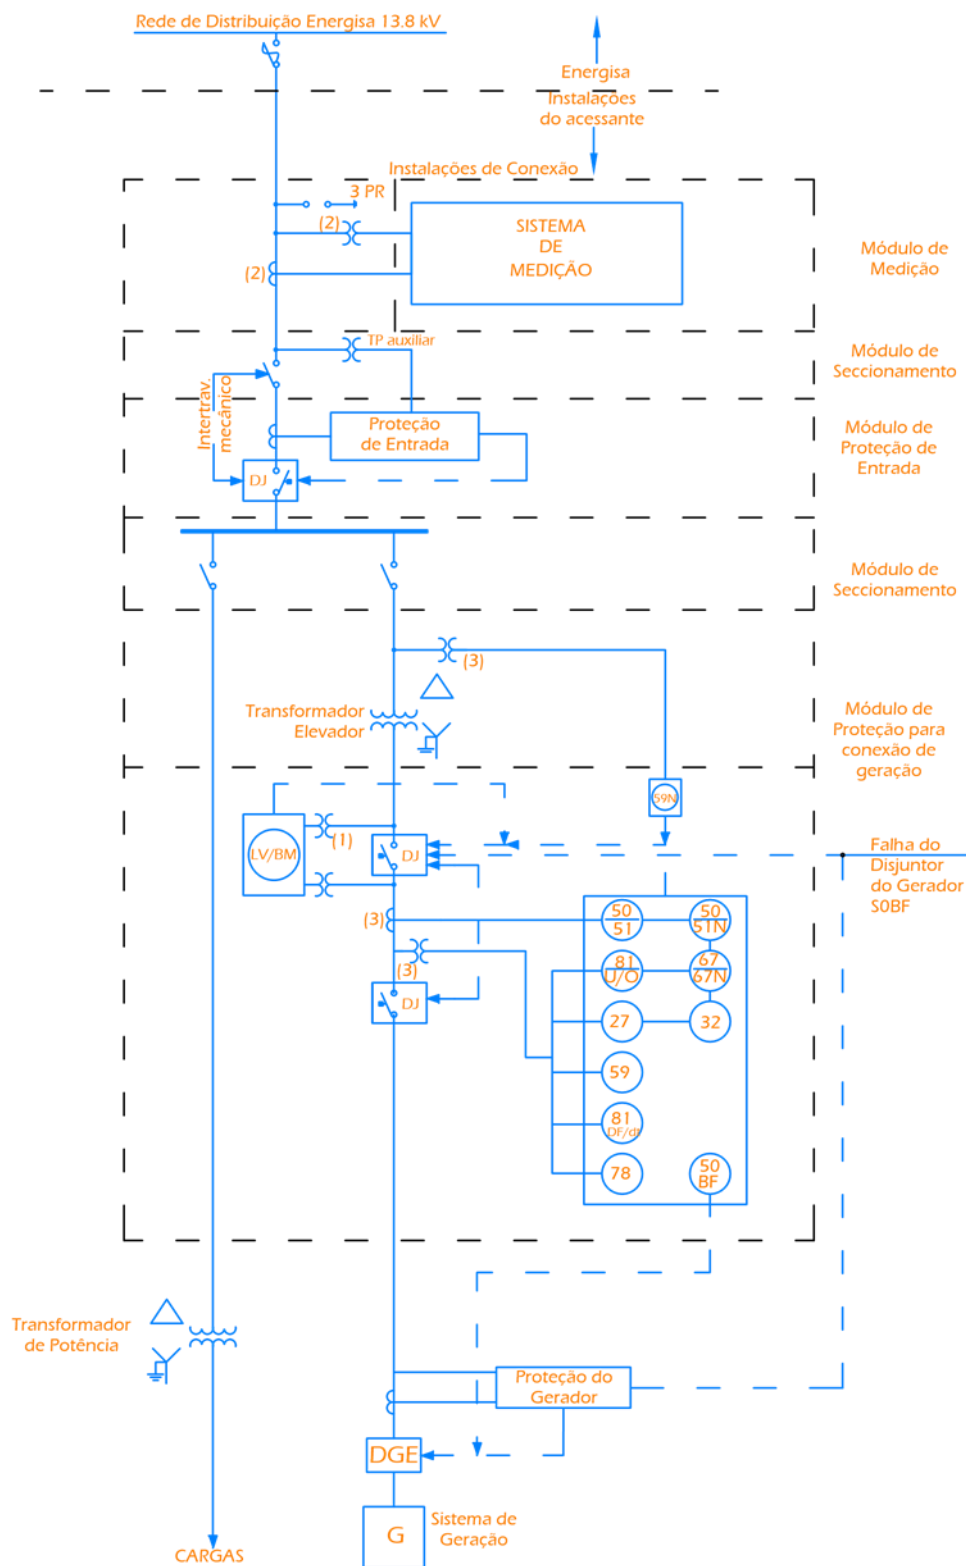 Rede de Distribuição Energisa 13.8 kV
Energisa
Instalações
do acessante
Instalações de Conexão
3 PR
(2)
(2)
SISTEMA
DE
MEDIÇÃO
Módulo de
Medição
TP auxiliar
Módulo de
Seccionamento
Intertrav.
mecânico
Proteção
de Entrada
DJ
Módulo de
Proteção de
Entrada
Módulo de
Seccionamento
(3)
Transformador
Elevador
Módulo de
Proteção para
conexão de
geração
59N
LV/BM
(1)
DJ
Falha do
Disjuntor
do Gerador
S0BF
(3)
50
51
50
51N
(3)
81
U/O
67
67N
DJ
27
32
59
81
DF/dt
78
50
BF
Transformador
de Potência
Proteção do
Gerador
DGE
G
Sistema de
Geração
CARGAS